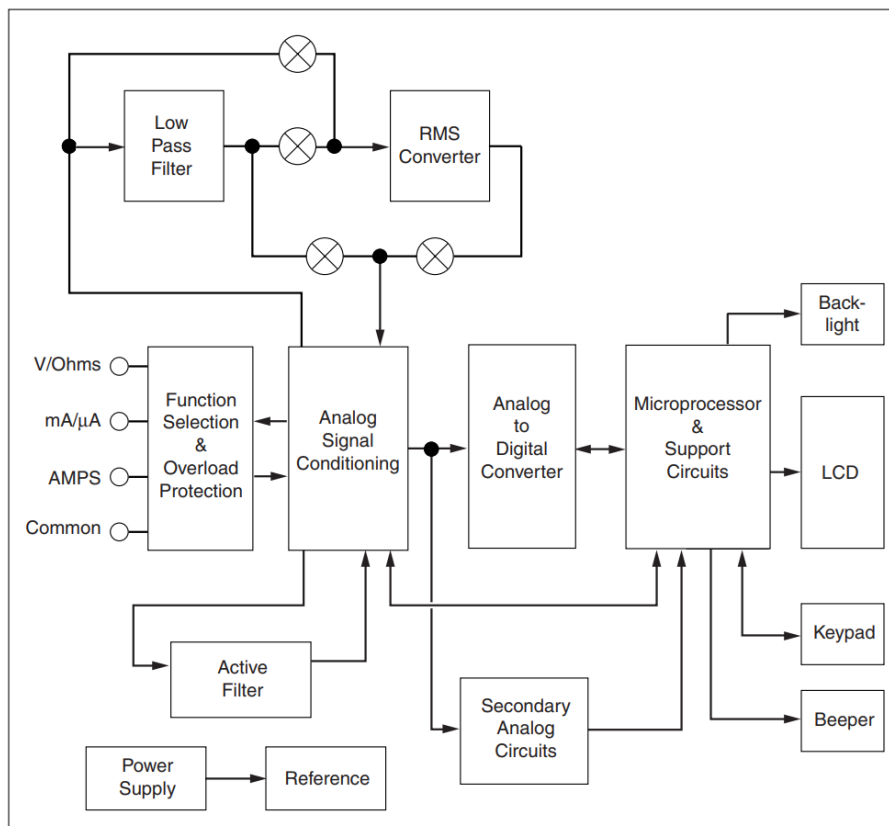 Low
Pass
Filter
RMS
Converter
Back-
light
V/Ohms
mA/μA
AMPS
Common
Function
Selection
&
Overload
Protection
Analog
Signal
Conditioning
Analog
to
Digital
Converter
Microprocessor
&
Support
Circuits
LCD
Active
Filter
Secondary
Analog
Circuits
Keypad
Beeper
Power
Supply
Reference